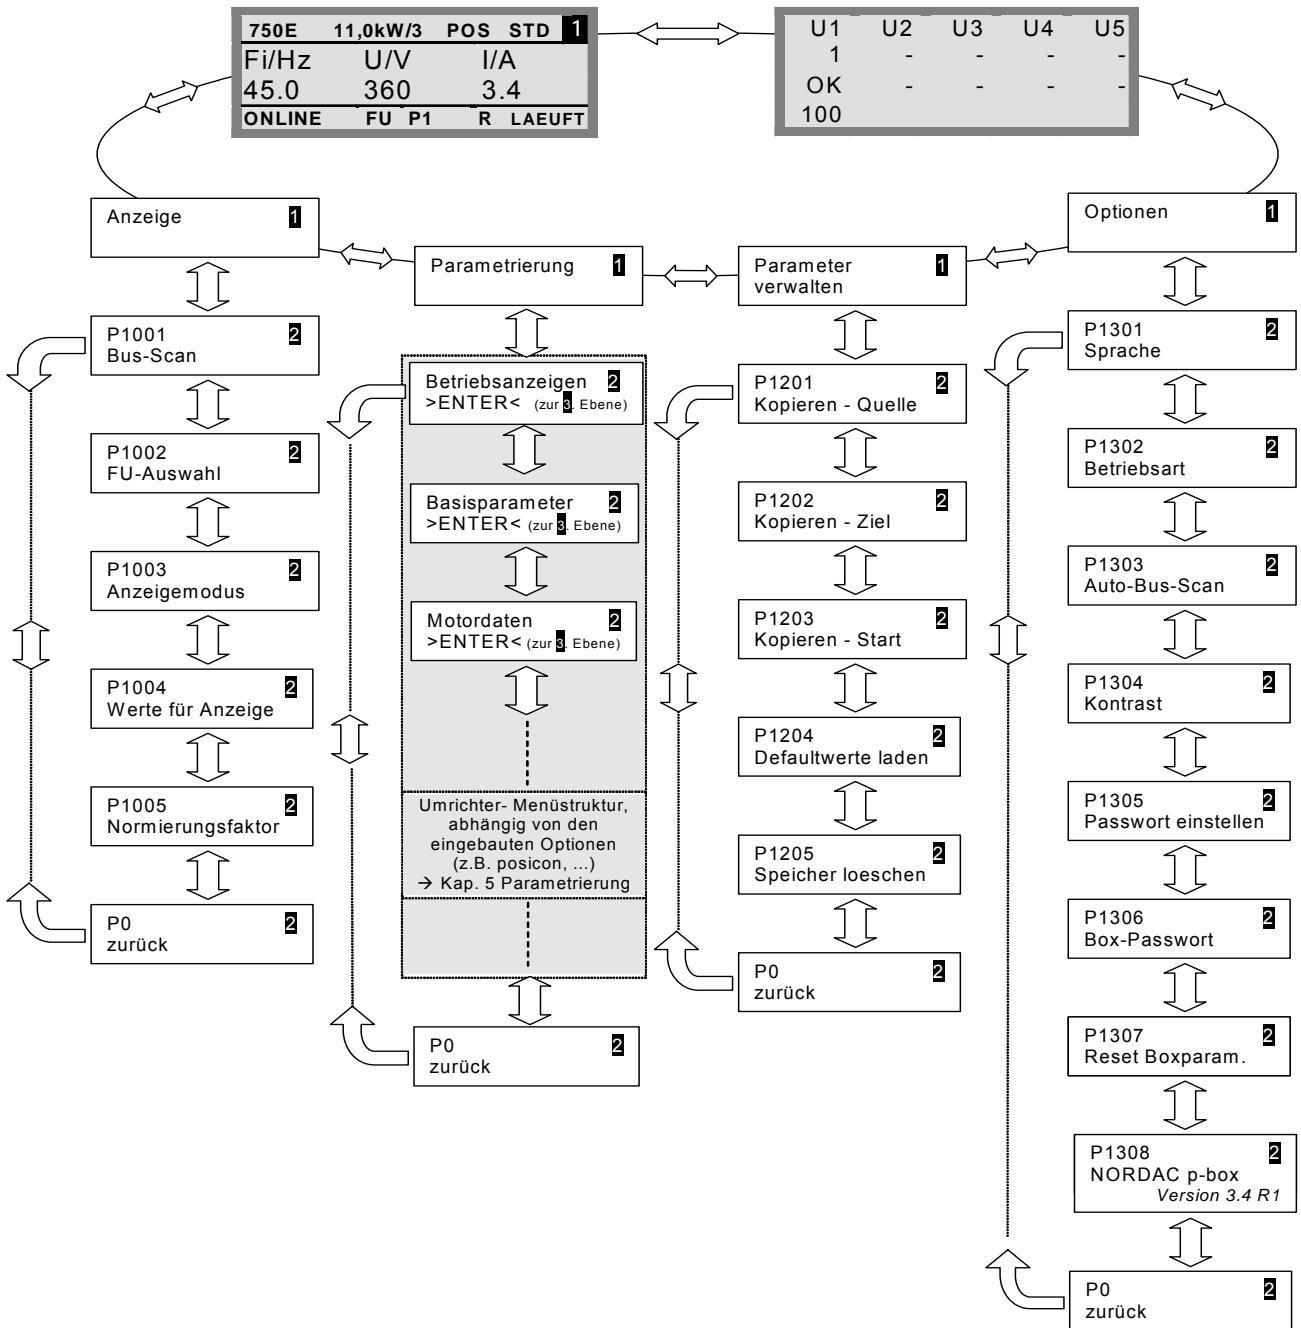 750E 11,0kW/3 POS STD 1
Fi/Hz U/V I/A
45.0 360 3.4
ONLINE FU P1 R LAEUFT
U1 U2 U3 U4 U5
1 - - - -
OK - - - -
100
Anzeige 1
P1001 2
Bus-Scan
P1002 2
FU-Auswahl
P1003 2
Anzeigemodus
P1004 2
Werte für Anzeige
P1005 2
Normierungsfaktor
P0 2
zurück
Parametrierung 1
Betriebsanzeigen 2
>ENTER< (zur 3. Ebene)
Basisparameter 2
>ENTER< (zur 3. Ebene)
Motordaten 2
>ENTER< (zur 3. Ebene)
Umrichter- Menüstruktur,
abhängig von den
eingebauten Optionen
(z.B. posicon, ...)
→ Kap. 5 Parametrierung
P0 2
zurück
Parameter 1
verwalten
P1201 2
Kopieren - Quelle
P1202 2
Kopieren - Ziel
P1203 2
Kopieren - Start
P1204 2
Defaultwerte laden
P1205 2
Speicher loeschen
P0 2
zurück
Optionen 1
P1301 2
Sprache
P1302 2
Betriebsart
P1303 2
Auto-Bus-Scan
P1304 2
Kontrast
P1305 2
Passwort einstellen
P1306 2
Box-Passwort
P1307 2
Reset Boxparam.
P1308 2
NORDAC p-box
Version 3.4 R1
P0 2
zurück